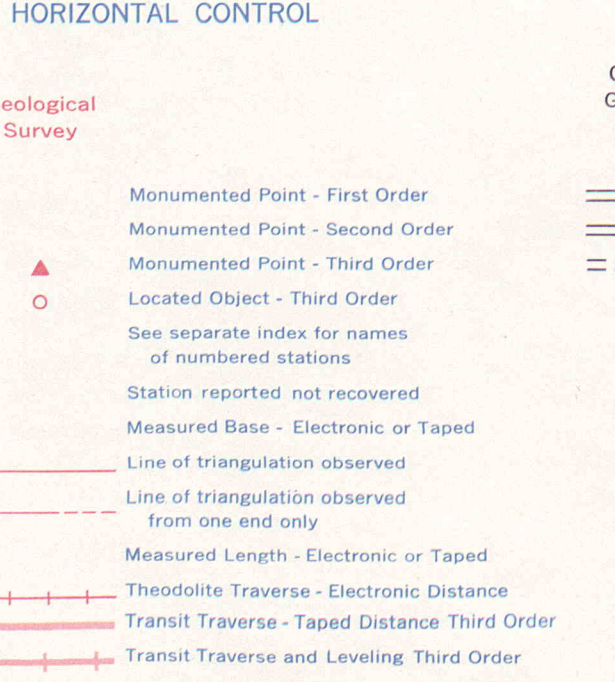 HORIZONTAL CONTROL
eological
Survey
Monumented Point - First Order
Monumented Point - Second Order
Monumented Point - Third Order
Located Object - Third Order
See separate index for names
of numbered stations
Station reported not recovered
Measured Base - Electronic or Taped
Line of triangulation observed
Line of triangulation observed
from one end only
Measured Length - Electronic or Taped
Theodolite Traverse - Electronic Distance
Transit Traverse - Taped Distance Third Order
Transit Traverse and Leveling Third Order